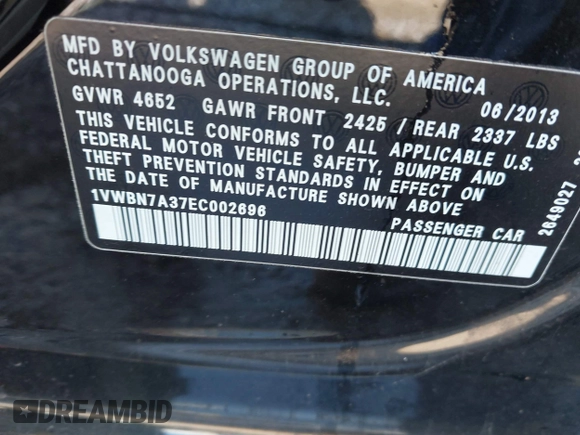 MFD BY VOLKSWAGEN GROUP OF AMERICA
CHATTANOOGA OPERATIONS, LLC. 06/2013
GVWR 4652 GAWR FRONT 2425 / REAR 2337 LBS
THIS VEHICLE CONFORMS TO ALL APPLICABLE U.S.
FEDERAL MOTOR VEHICLE SAFETY, BUMPER AND
THEFT PREVENTION STANDARDS IN EFFECT ON
THE DATE OF MANUFACTURE SHOWN ABOVE
1VWBN7A37EC002696 PASSENGER CAR
2649027
DREAMBID